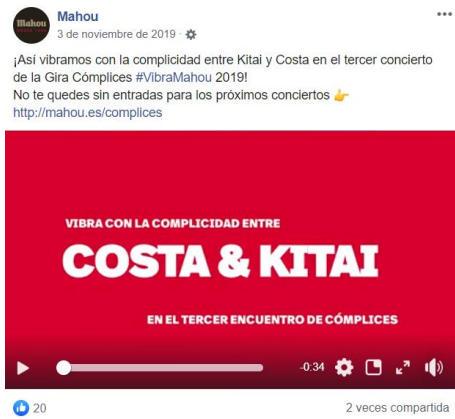 Mahou
Mahou
3 de noviembre de 2019 ·
¡Así vibramos con la complicidad entre Kitai y Costa en el tercer concierto
de la Gira Cómplices #VibraMahou 2019!
No te quedes sin entradas para los próximos conciertos 👉
http://mahou.es/complices
VIBRA CON LA COMPLICIDAD ENTRE
COSTA & KITAI
EN EL TERCER ENCUENTRO DE CÓMPLICES
-0:34
20
2 veces compartida